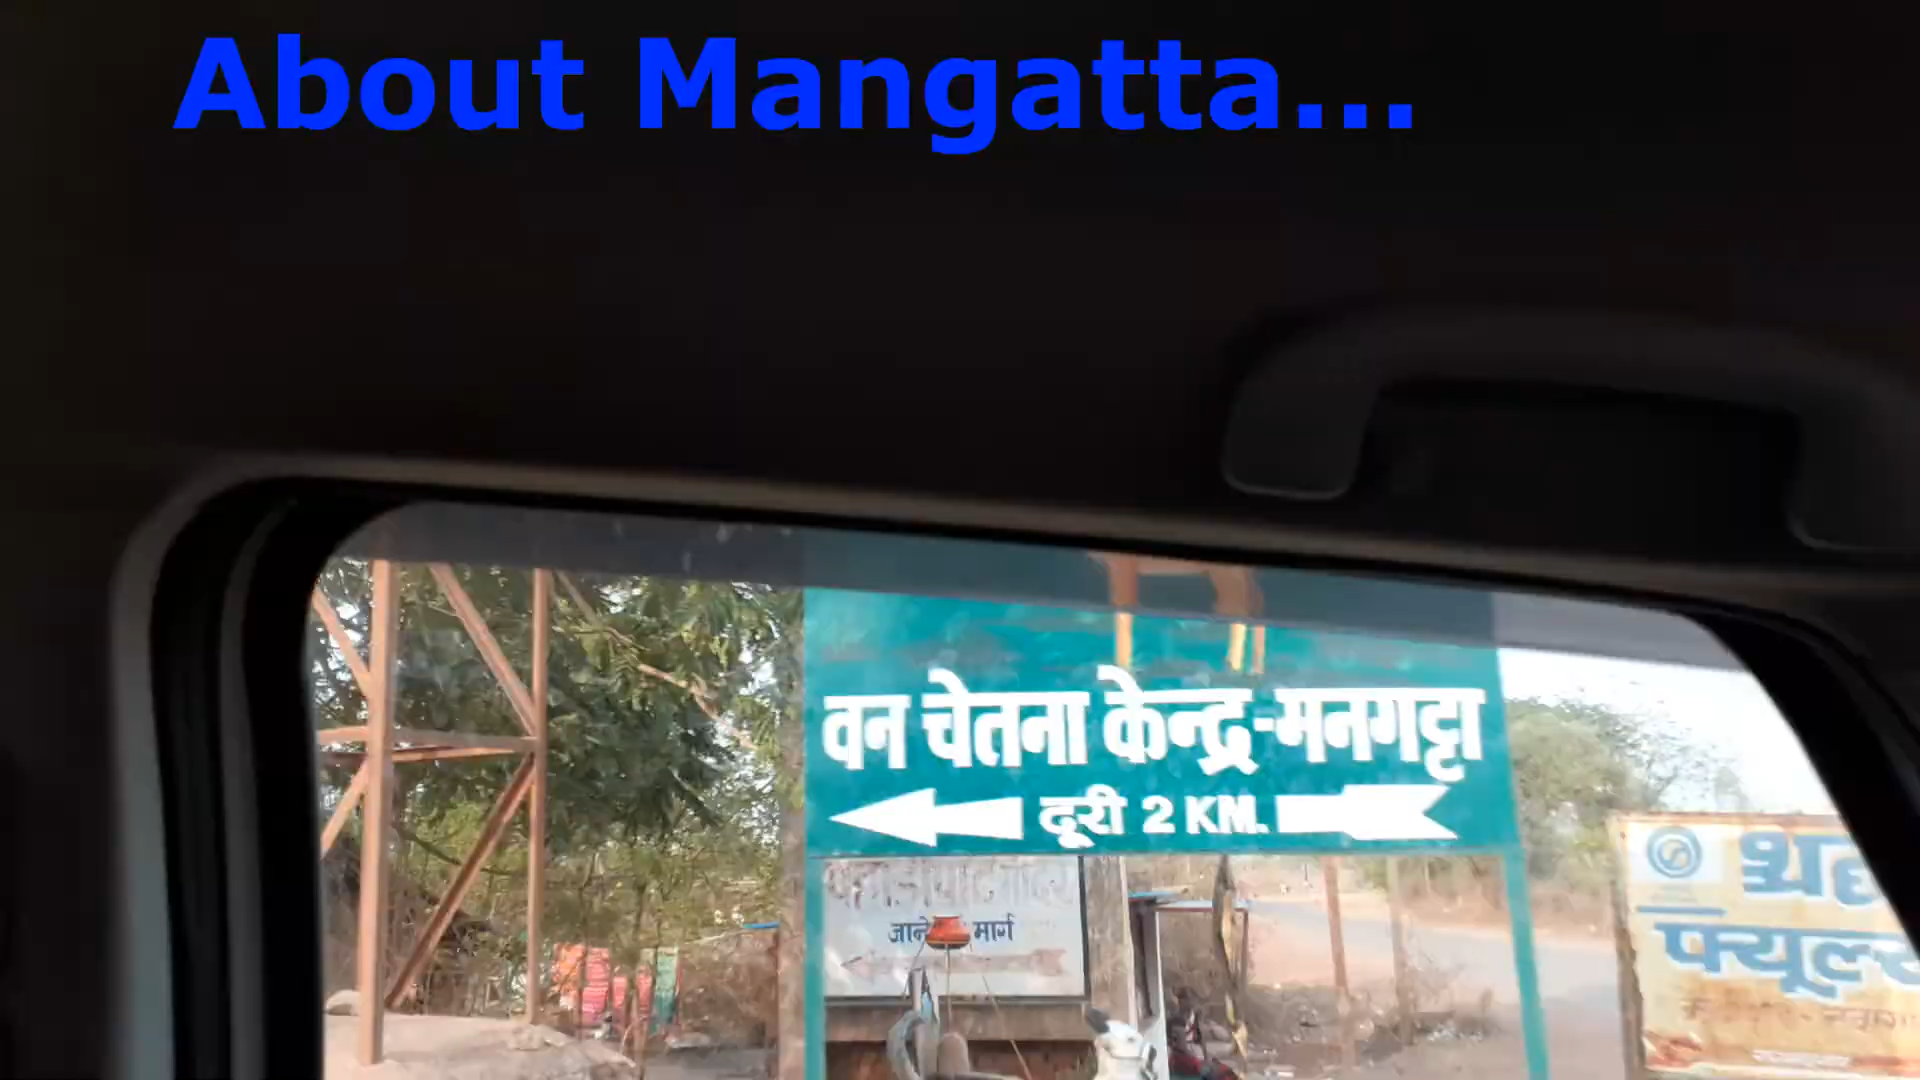 About Mangatta...
वन चेतना केन्द्र-मनगट्टा
दूरी 2 KM.
मार्ग
फ्यूल्स